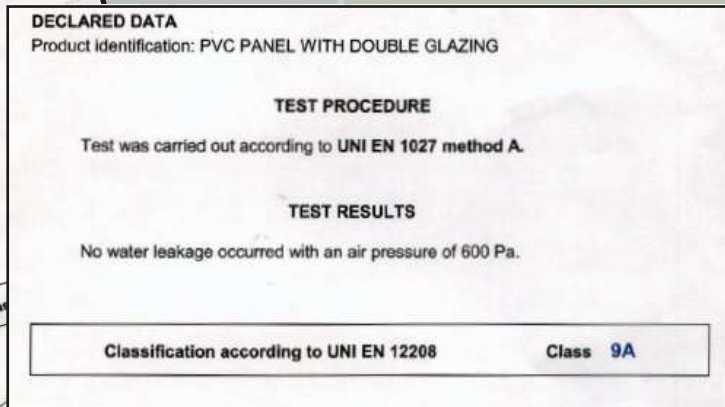 DECLARED DATA
Product identification: PVC PANEL WITH DOUBLE GLAZING
TEST PROCEDURE
Test was carried out according to UNI EN 1027 method A.
TEST RESULTS
No water leakage occurred with an air pressure of 600 Pa.
Classification according to UNI EN 12208 Class 9A